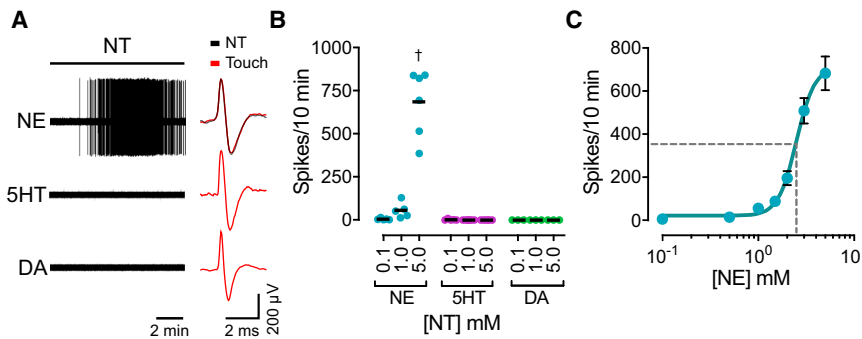 A
NT
NT
Touch
NE
5HT
DA
2 min
2 ms
200 µV
B
†
Spikes/10 min
1000
750
500
250
0
0.1 1.0 5.0 0.1 1.0 5.0 0.1 1.0 5.0
NE 5HT DA
[NT] mM
C
Spikes/10 min
800
600
400
200
0
10⁻¹ 10⁰ 10
[NE] mM